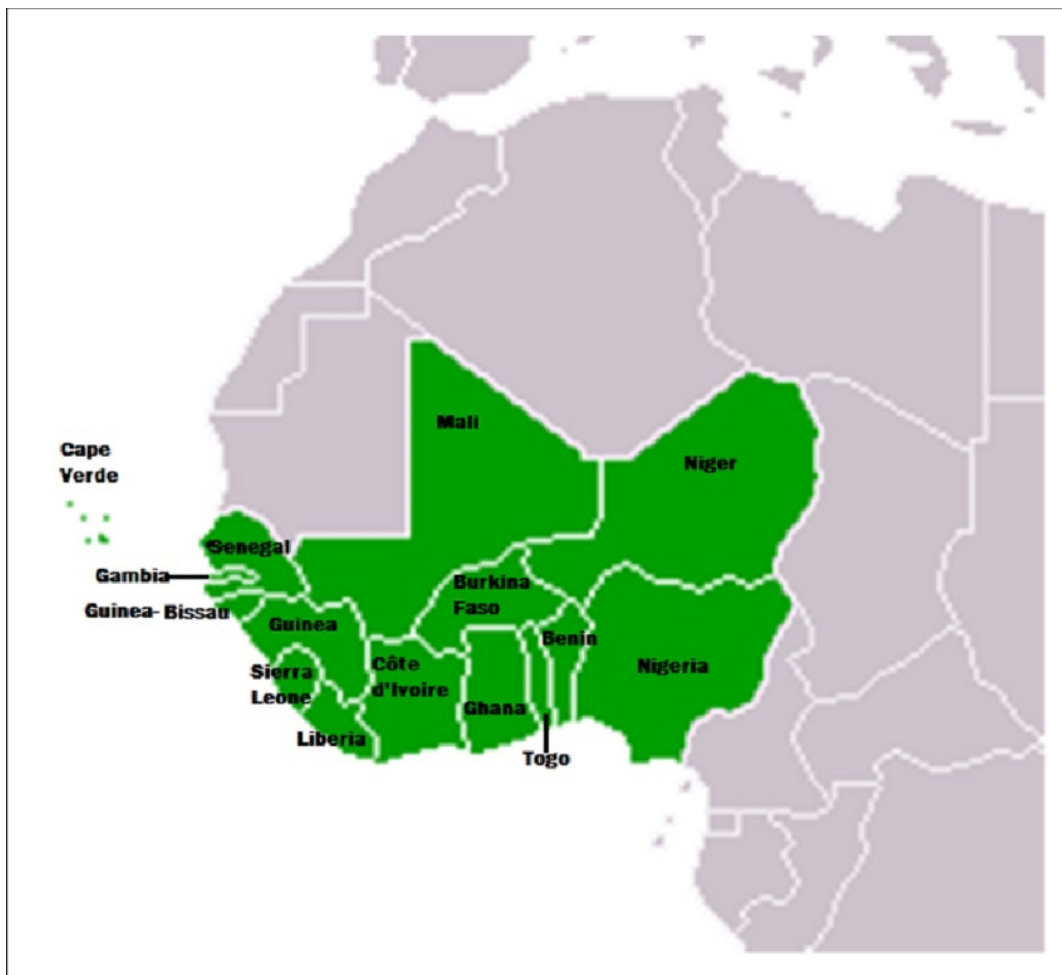 Mali
Niger
Cape
Verde
Senegal
Gambia
Burkina
Faso
Guinea-Bissau
Guinea
Benin
Nigeria
Côte
d'Ivoire
Sierra
Leone
Ghana
Liberia
Togo